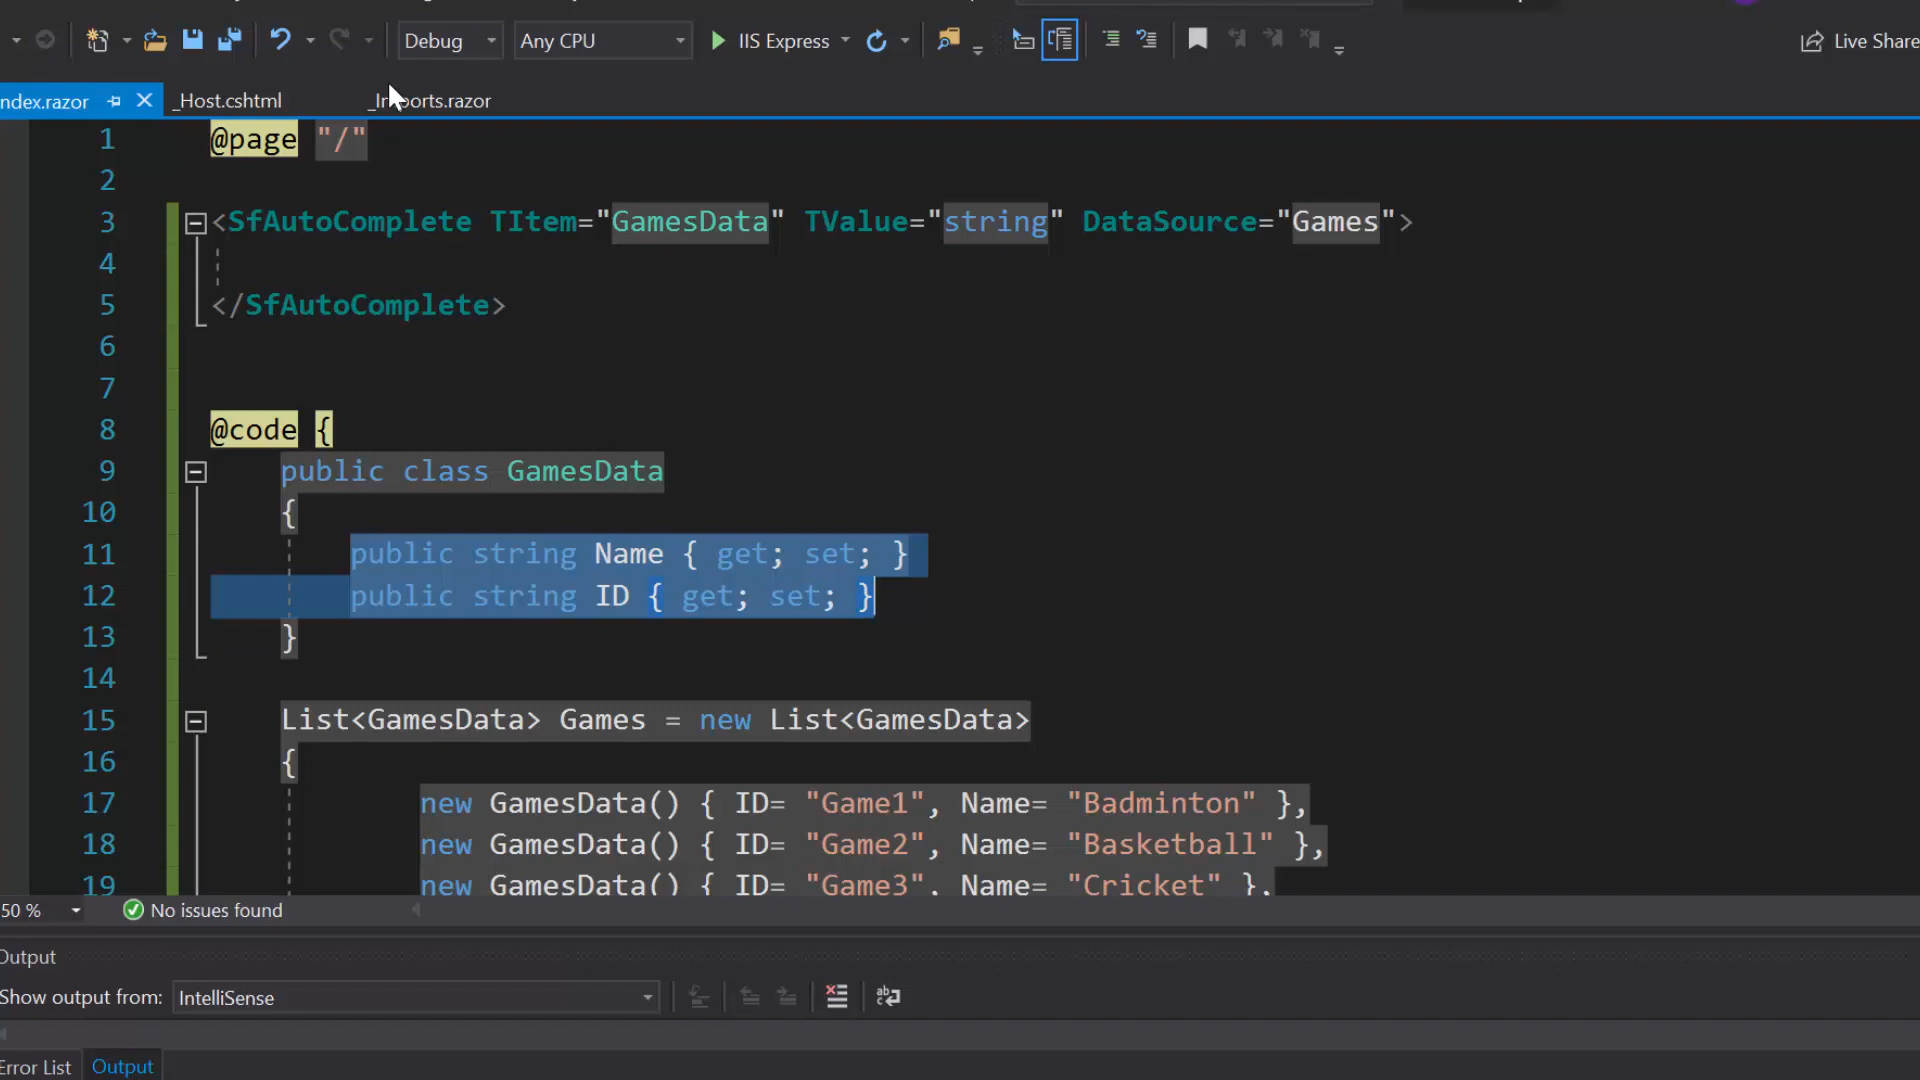 Debug Any CPU IIS Express Live Share
ndex.razor _Host.cshtml _Imports.razor
1 @page "/"
2
3 <SfAutoComplete TItem="GamesData" TValue="string" DataSource="Games">
4
5 </SfAutoComplete>
6
7
8 @code {
9 public class GamesData
10 {
11 public string Name { get; set; }
12 public string ID { get; set; }
13 }
14
15 List<GamesData> Games = new List<GamesData>
16 {
17 new GamesData() { ID= "Game1", Name= "Badminton" },
18 new GamesData() { ID= "Game2", Name= "Basketball" },
19 new GamesData() { ID= "Game3", Name= "Cricket" },
50 % No issues found
Output
Show output from: IntelliSense
Error List Output